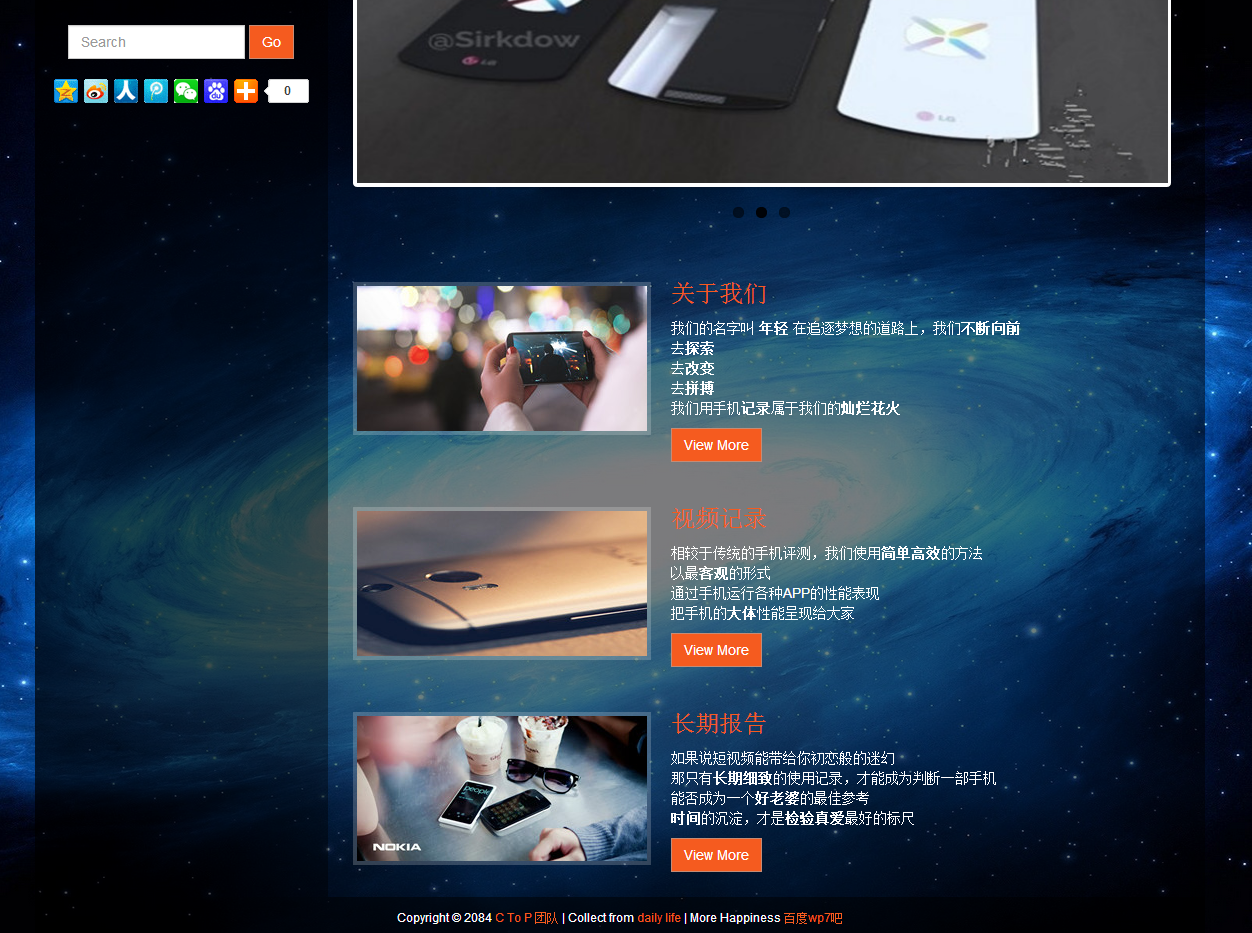 Search
Go
0
@Sirkdow
LG
LG
关于我们
我们的名字叫 年轻 在追逐梦想的道路上，我们不断向前
去探索
去改变
去拼搏
我们用手机记录属于我们的灿烂花火
View More
视频记录
相较于传统的手机评测，我们使用简单高效的方法
以最客观的形式
通过手机运行各种APP的性能表现
把手机的大体性能呈现给大家
View More
长期报告
如果说短视频能带给你初恋般的迷幻
那只有长期细致的使用记录，才能成为判断一部手机
能否成为一个好老婆的最佳参考
时间的沉淀，才是检验真爱最好的标尺
people
NOKIA
View More
Copyright © 2084 C To P 团队 | Collect from daily life | More Happiness 百度wp7吧